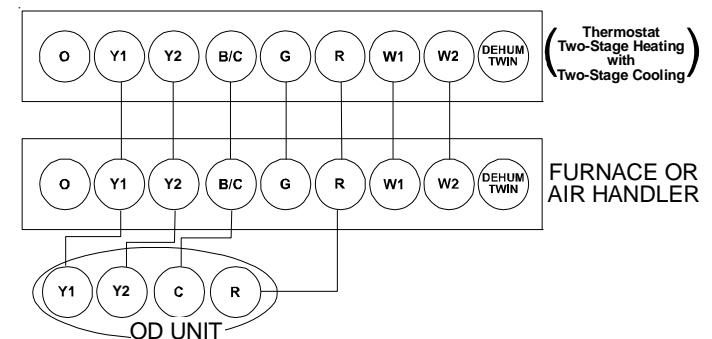 O Y1 Y2 B/C G R W1 W2 DEHUM TWIN
Thermostat
Two-Stage Heating
with
Two-Stage Cooling
O Y1 Y2 B/C G R W1 W2 DEHUM TWIN
FURNACE OR
AIR HANDLER
Y1 Y2 C R
OD UNIT